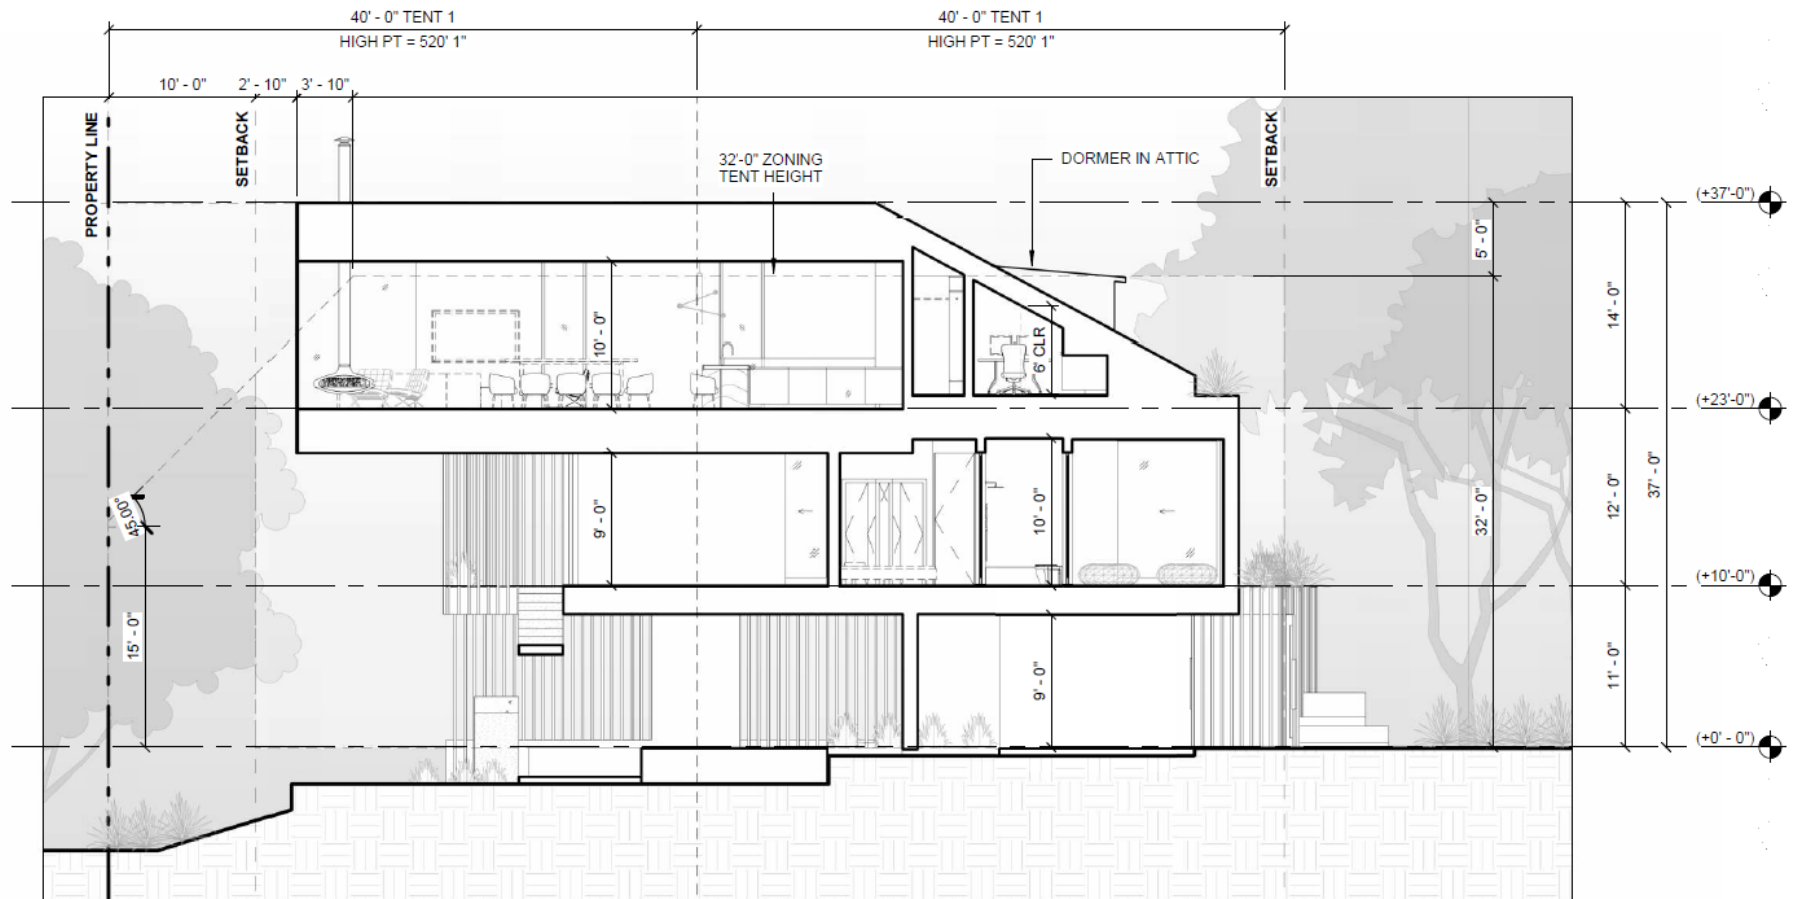 40' - 0" TENT 1
HIGH PT = 520' 1"
40' - 0" TENT 1
HIGH PT = 520' 1"
10' - 0"
2' - 10"
3' - 10"
PROPERTY LINE
SETBACK
32'-0" ZONING
TENT HEIGHT
DORMER IN ATTIC
SETBACK
(+37'-0")
5' - 0"
14' - 0"
10' - 0"
6' CLR
(+23'-0")
45.00°
9' - 0"
10' - 0"
32' - 0"
12' - 0"
37' - 0"
(+10'-0")
15' - 0"
9' - 0"
11' - 0"
(+0' - 0")